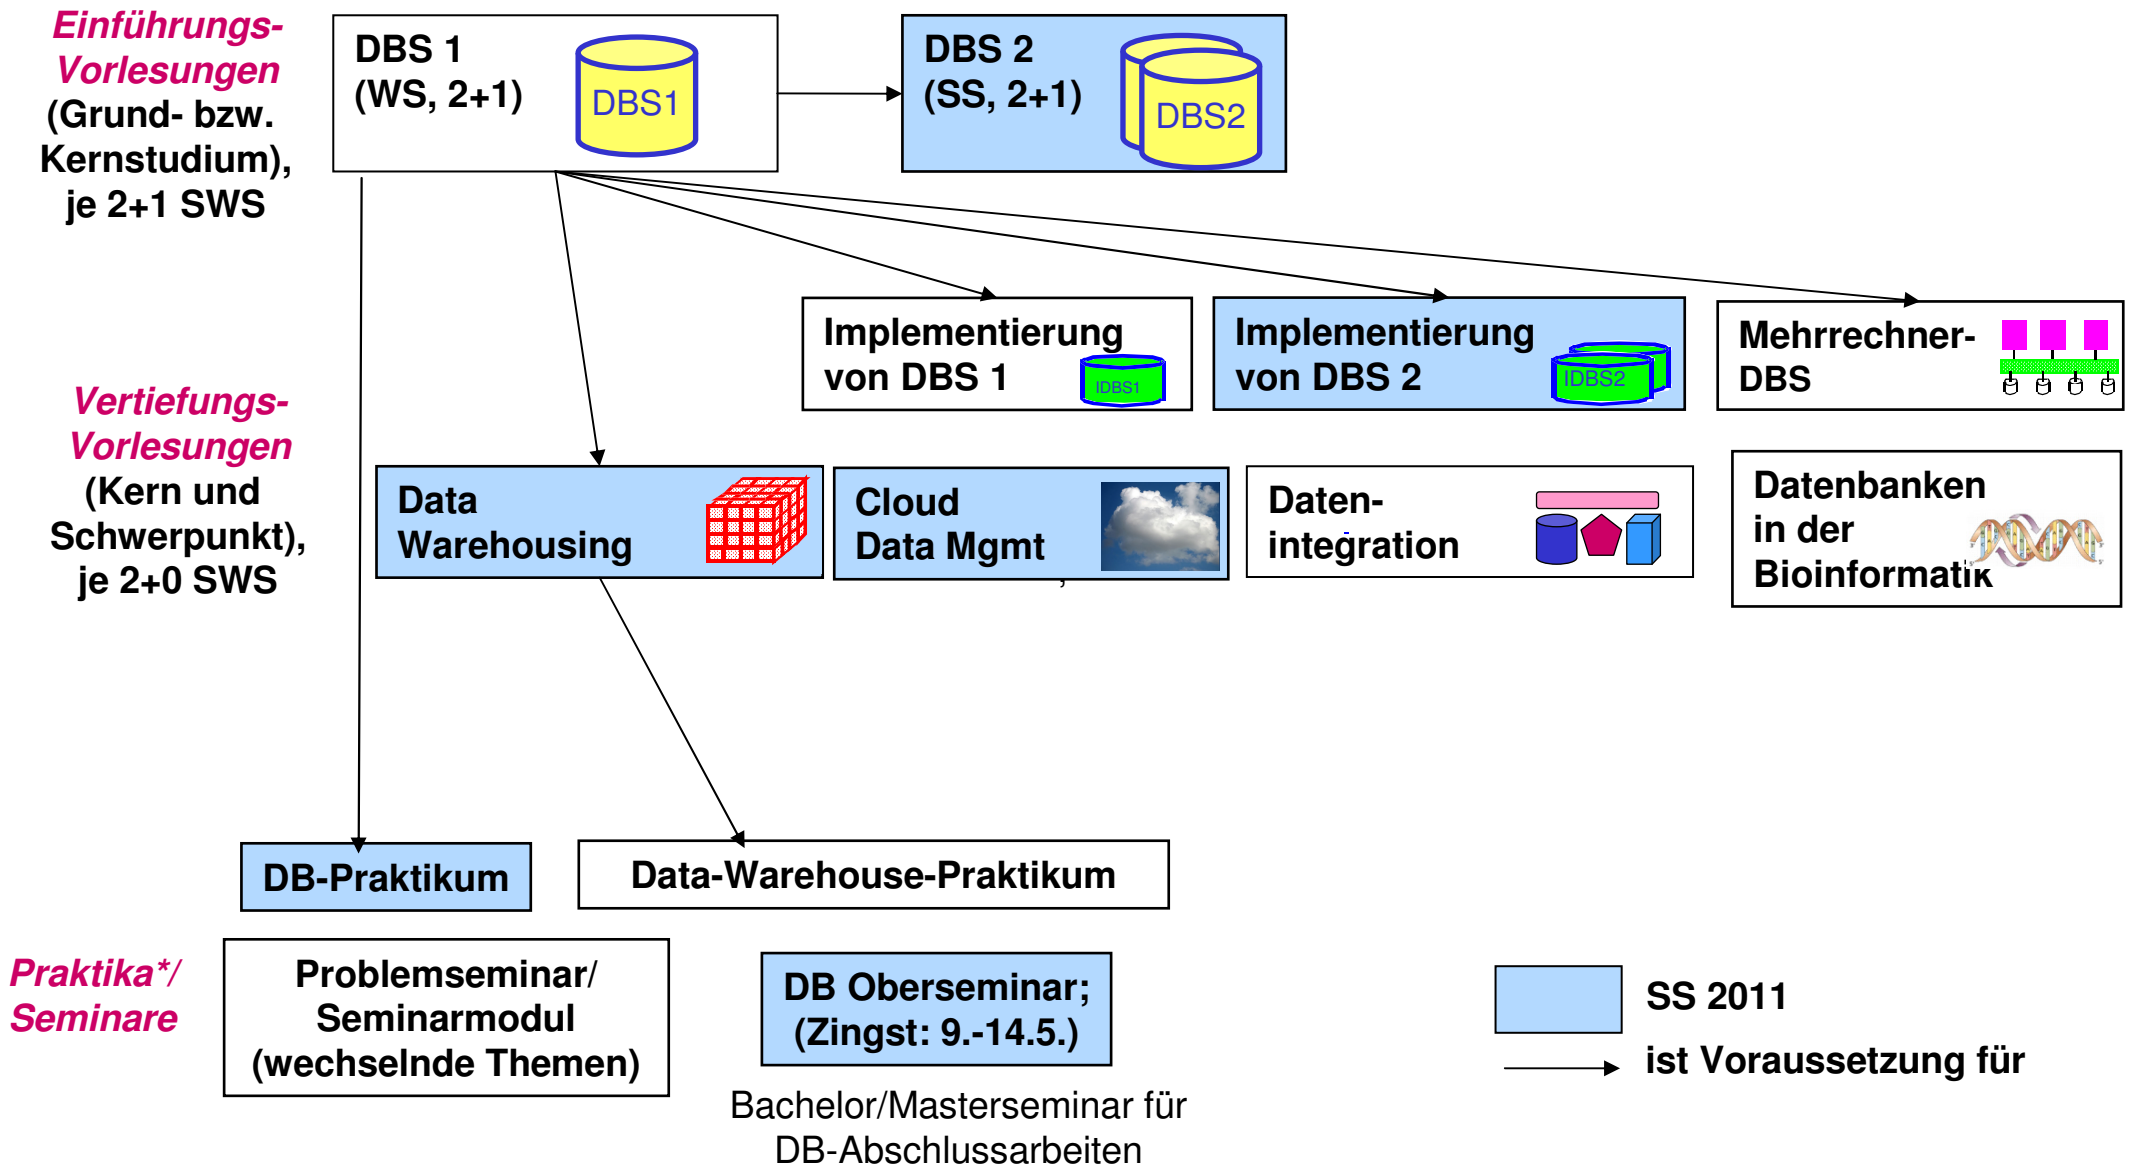 Einführungs-
Vorlesungen
(Grund- bzw.
Kernstudium),
je 2+1 SWS
DBS 1
(WS, 2+1)
DBS1
DBS 2
(SS, 2+1)
DBS2
Vertiefungs-
Vorlesungen
(Kern und
Schwerpunkt),
je 2+0 SWS
Implementierung
von DBS 1
IDBS1
Implementierung
von DBS 2
IDBS2
Mehrrechner-
DBS
Data
Warehousing
Cloud
Data Mgmt
,
Daten-
integration
Datenbanken
in der
Bioinformatik
DB-Praktikum
Data-Warehouse-Praktikum
Praktika*/
Seminare
Problemseminar/
Seminarmodul
(wechselnde Themen)
DB Oberseminar;
(Zingst: 9.-14.5.)
Bachelor/Masterseminar für
DB-Abschlussarbeiten
SS 2011
ist Voraussetzung für